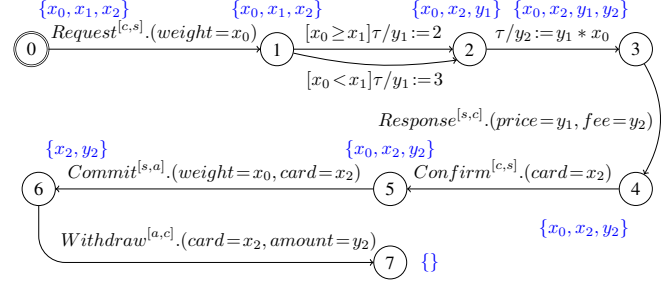 {x₀, x₁, x₂} {x₀, x₁, x₂} {x₀, x₂, y₁} {x₀, x₂, y₁, y₂}
0 Request^[c,s].(weight=x₀) 1 [x₀≥x₁]τ/y₁:=2 2 τ/y₂:=y₁ * x₀ 3
[x₀<x₁]τ/y₁:=3
Response^[s,c].(price=y₁, fee=y₂)
{x₂, y₂} {x₀, x₂, y₂}
6 Commit^[s,a].(weight=x₀, card=x₂) 5 Confirm^[c,s].(card=x₂) 4
{x₀, x₂, y₂}
Withdraw^[a,c].(card=x₂, amount=y₂) 7 {}